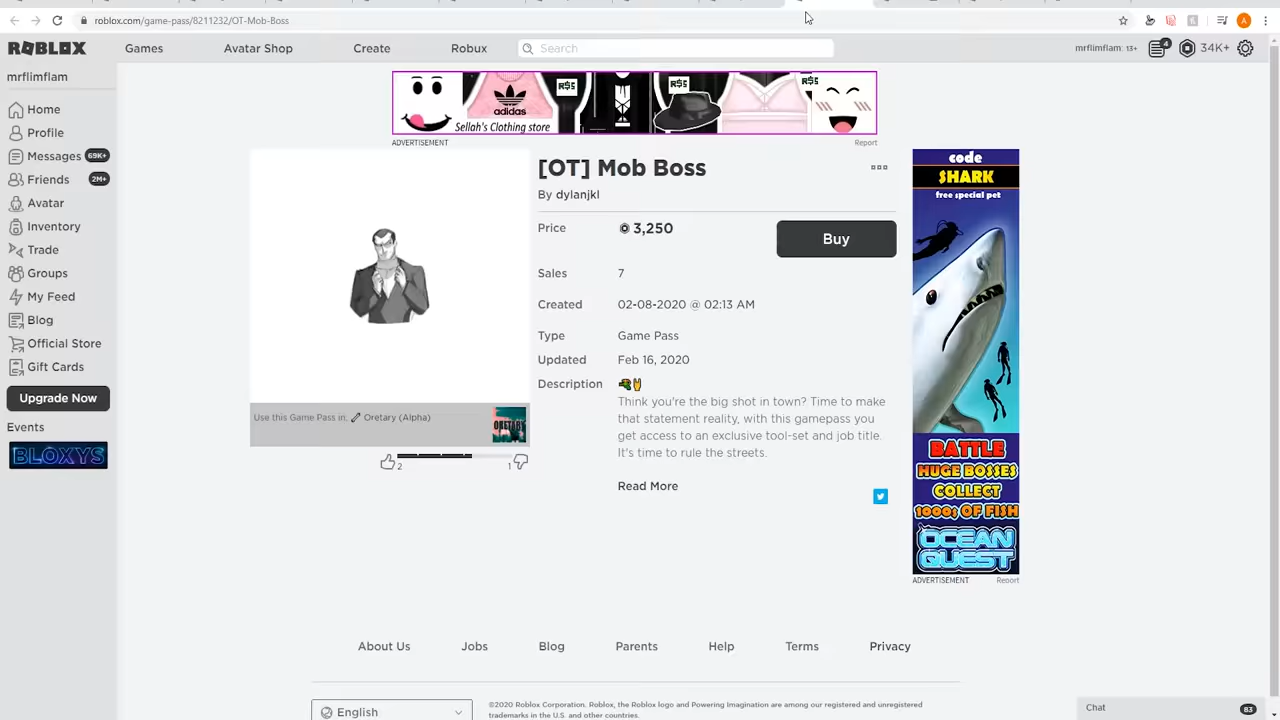 roblox.com/game-pass/8211232/OT-Mob-Boss
A
ROBLOX
Games
Avatar Shop
Create
Robux
Search
mrflimflam: 13+
4
34K+
mrflimflam
Home
Profile
Messages 69K+
Friends 2M+
Avatar
Inventory
Trade
Groups
My Feed
Blog
Official Store
Gift Cards
Upgrade Now
Events
BLOXYS
R$$
adidas
R$$
R$$
Sellah's Clothing store
ADVERTISEMENT
Report
[OT] Mob Boss
By dylanjkl
Price 3,250
Buy
Sales 7
Created 02-08-2020 @ 02:13 AM
Type Game Pass
Updated Feb 16, 2020
Description
Think you're the big shot in town? Time to make
that statement reality, with this gamepass you
get access to an exclusive tool-set and job title.
It's time to rule the streets.
Read More
Use this Game Pass in: Oretary (Alpha)
ORETARY
2
1
code
SHARK
free special pet
BATTLE
HUGE BOSSES
COLLECT
1000s OF FISH
OCEAN
QUEST
ADVERTISEMENT
Report
About Us
Jobs
Blog
Parents
Help
Terms
Privacy
English
©2020 Roblox Corporation. Roblox, the Roblox logo and Powering Imagination are among our registered and unregistered
trademarks in the U.S. and other countries.
Chat
83